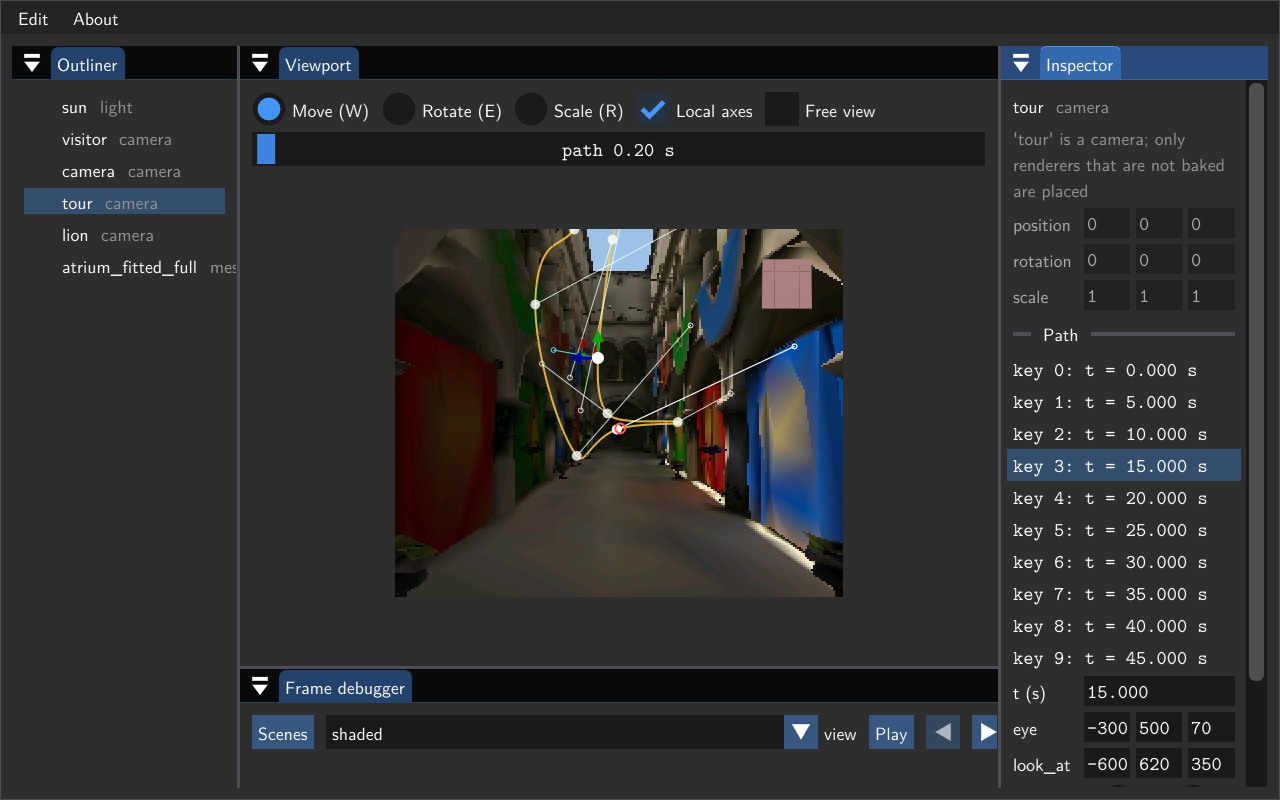 Edit About
Outliner
sun light
visitor camera
camera camera
tour camera
lion camera
atrium_fitted_full mes
Viewport
Move (W) Rotate (E) Scale (R) Local axes Free view
path 0.20 s
Frame debugger
Scenes shaded view Play
Inspector
tour camera
'tour' is a camera; only
renderers that are not baked
are placed
position 0 0 0
rotation 0 0 0
scale 1 1 1
Path
key 0: t = 0.000 s
key 1: t = 5.000 s
key 2: t = 10.000 s
key 3: t = 15.000 s
key 4: t = 20.000 s
key 5: t = 25.000 s
key 6: t = 30.000 s
key 7: t = 35.000 s
key 8: t = 40.000 s
key 9: t = 45.000 s
t (s) 15.000
eye -300 500 70
look_at -600 620 350